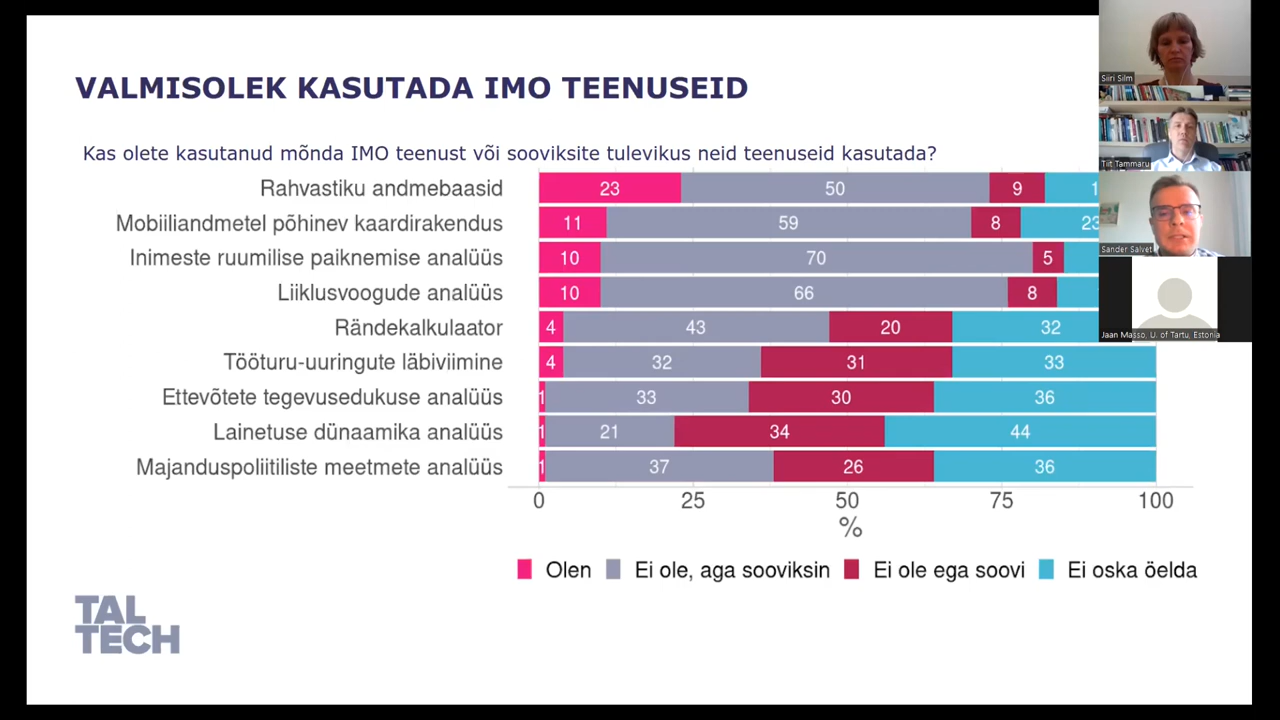 VALMISOLEK KASUTADA IMO TEENUSEID
Kas olete kasutanud mõnda IMO teenust või sooviksite tulevikus neid teenuseid kasutada?
Rahvastiku andmebaasid 23 50 9
Mobiiliandmetel põhinev kaardirakendus 11 59 8 23
Inimeste ruumilise paiknemise analüüs 10 70 5
Liiklusvoogude analüüs 10 66 8
Rändekalkulaator 4 43 20 32
Tööturu-uuringute läbiviimine 4 32 31 33
Ettevõtete tegevusedukuse analüüs 1 33 30 36
Lainetuse dünaamika analüüs 1 21 34 44
Majanduspoliitiliste meetmete analüüs 1 37 26 36
0 25 50 75 100
%
Olen Ei ole, aga sooviksin Ei ole ega soovi Ei oska öelda
TAL
TECH
Siiri Silm
Tiit Tammaru
Sander Salvet
Jaan Masso, U. of Tartu, Estonia